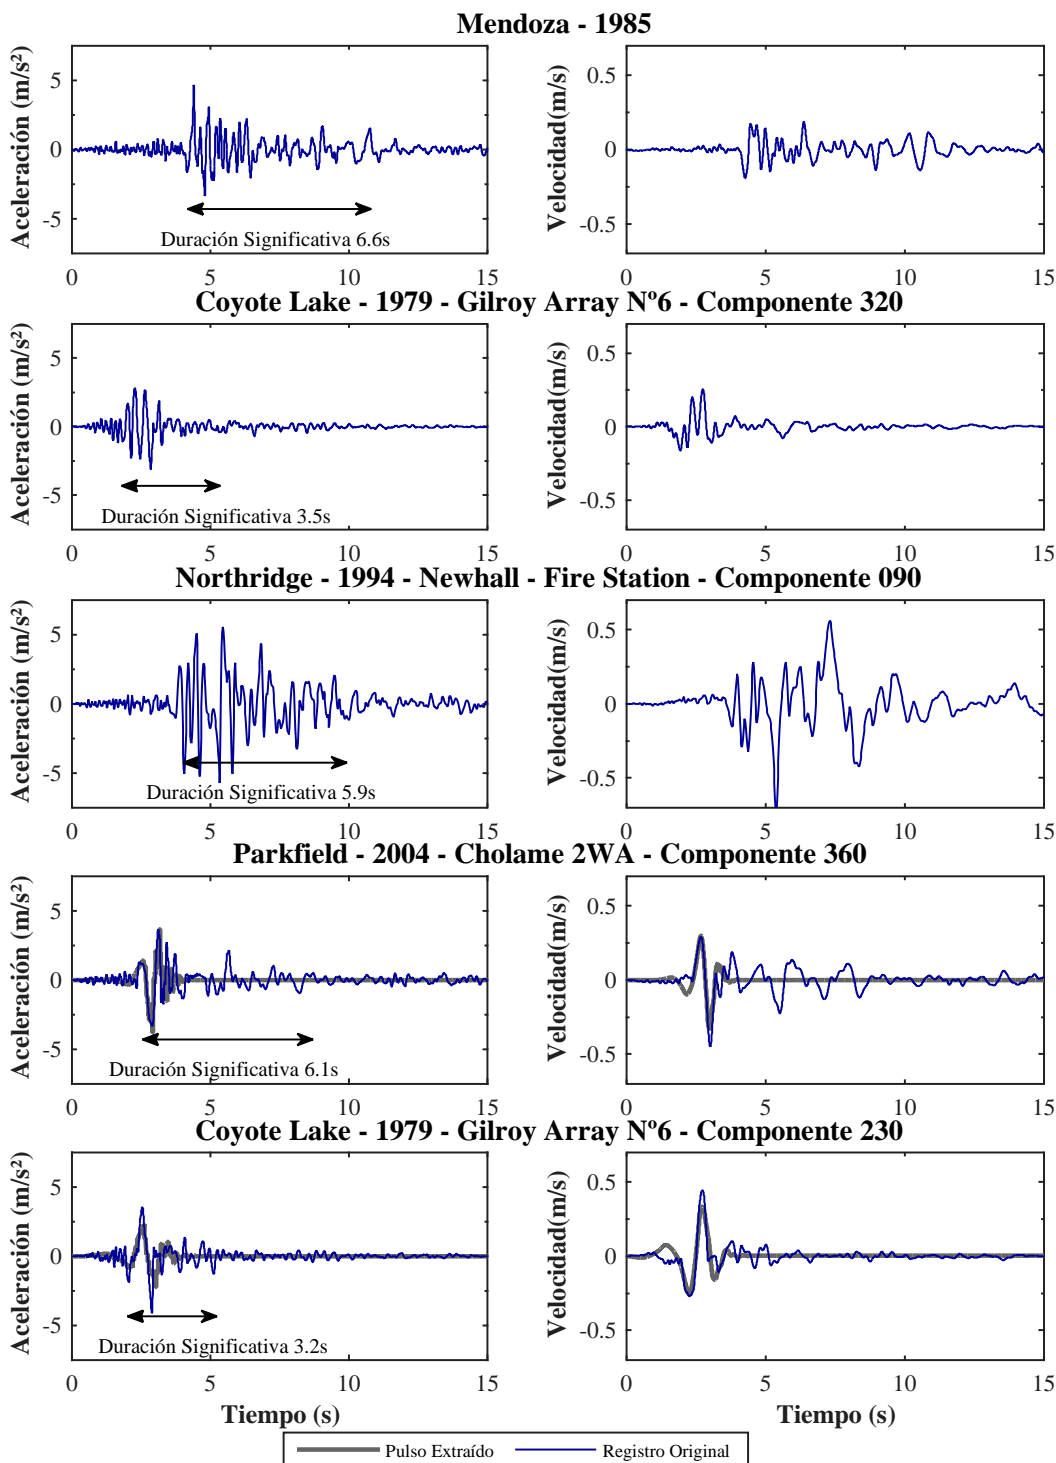 Mendoza - 1985
Aceleración (m/s²)
5
0
-5
Duración Significativa 6.6s
0 5 10 15
Velocidad(m/s)
0.5
0
-0.5
0 5 10 15
Coyote Lake - 1979 - Gilroy Array Nº6 - Componente 320
Aceleración (m/s²)
5
0
-5
Duración Significativa 3.5s
0 5 10 15
Velocidad(m/s)
0.5
0
-0.5
0 5 10 15
Northridge - 1994 - Newhall - Fire Station - Componente 090
Aceleración (m/s²)
5
0
-5
Duración Significativa 5.9s
0 5 10 15
Velocidad(m/s)
0.5
0
-0.5
0 5 10 15
Parkfield - 2004 - Cholame 2WA - Componente 360
Aceleración (m/s²)
5
0
-5
Duración Significativa 6.1s
0 5 10 15
Velocidad(m/s)
0.5
0
-0.5
0 5 10 15
Coyote Lake - 1979 - Gilroy Array Nº6 - Componente 230
Aceleración (m/s²)
5
0
-5
Duración Significativa 3.2s
0 5 10 15
Tiempo (s)
Velocidad(m/s)
0.5
0
-0.5
0 5 10 15
Tiempo (s)
Pulso Extraído
Registro Original